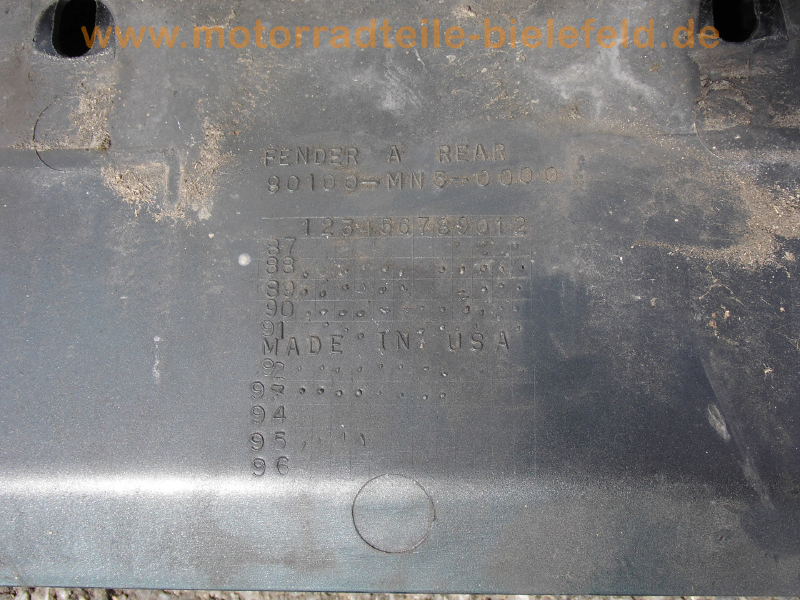 www.motorradteile-bielefeld.de
FENDER A REAR
80100-MN5-0000
123456789012
87
88
89
90
91
MADE IN USA
92
93
94
95
96